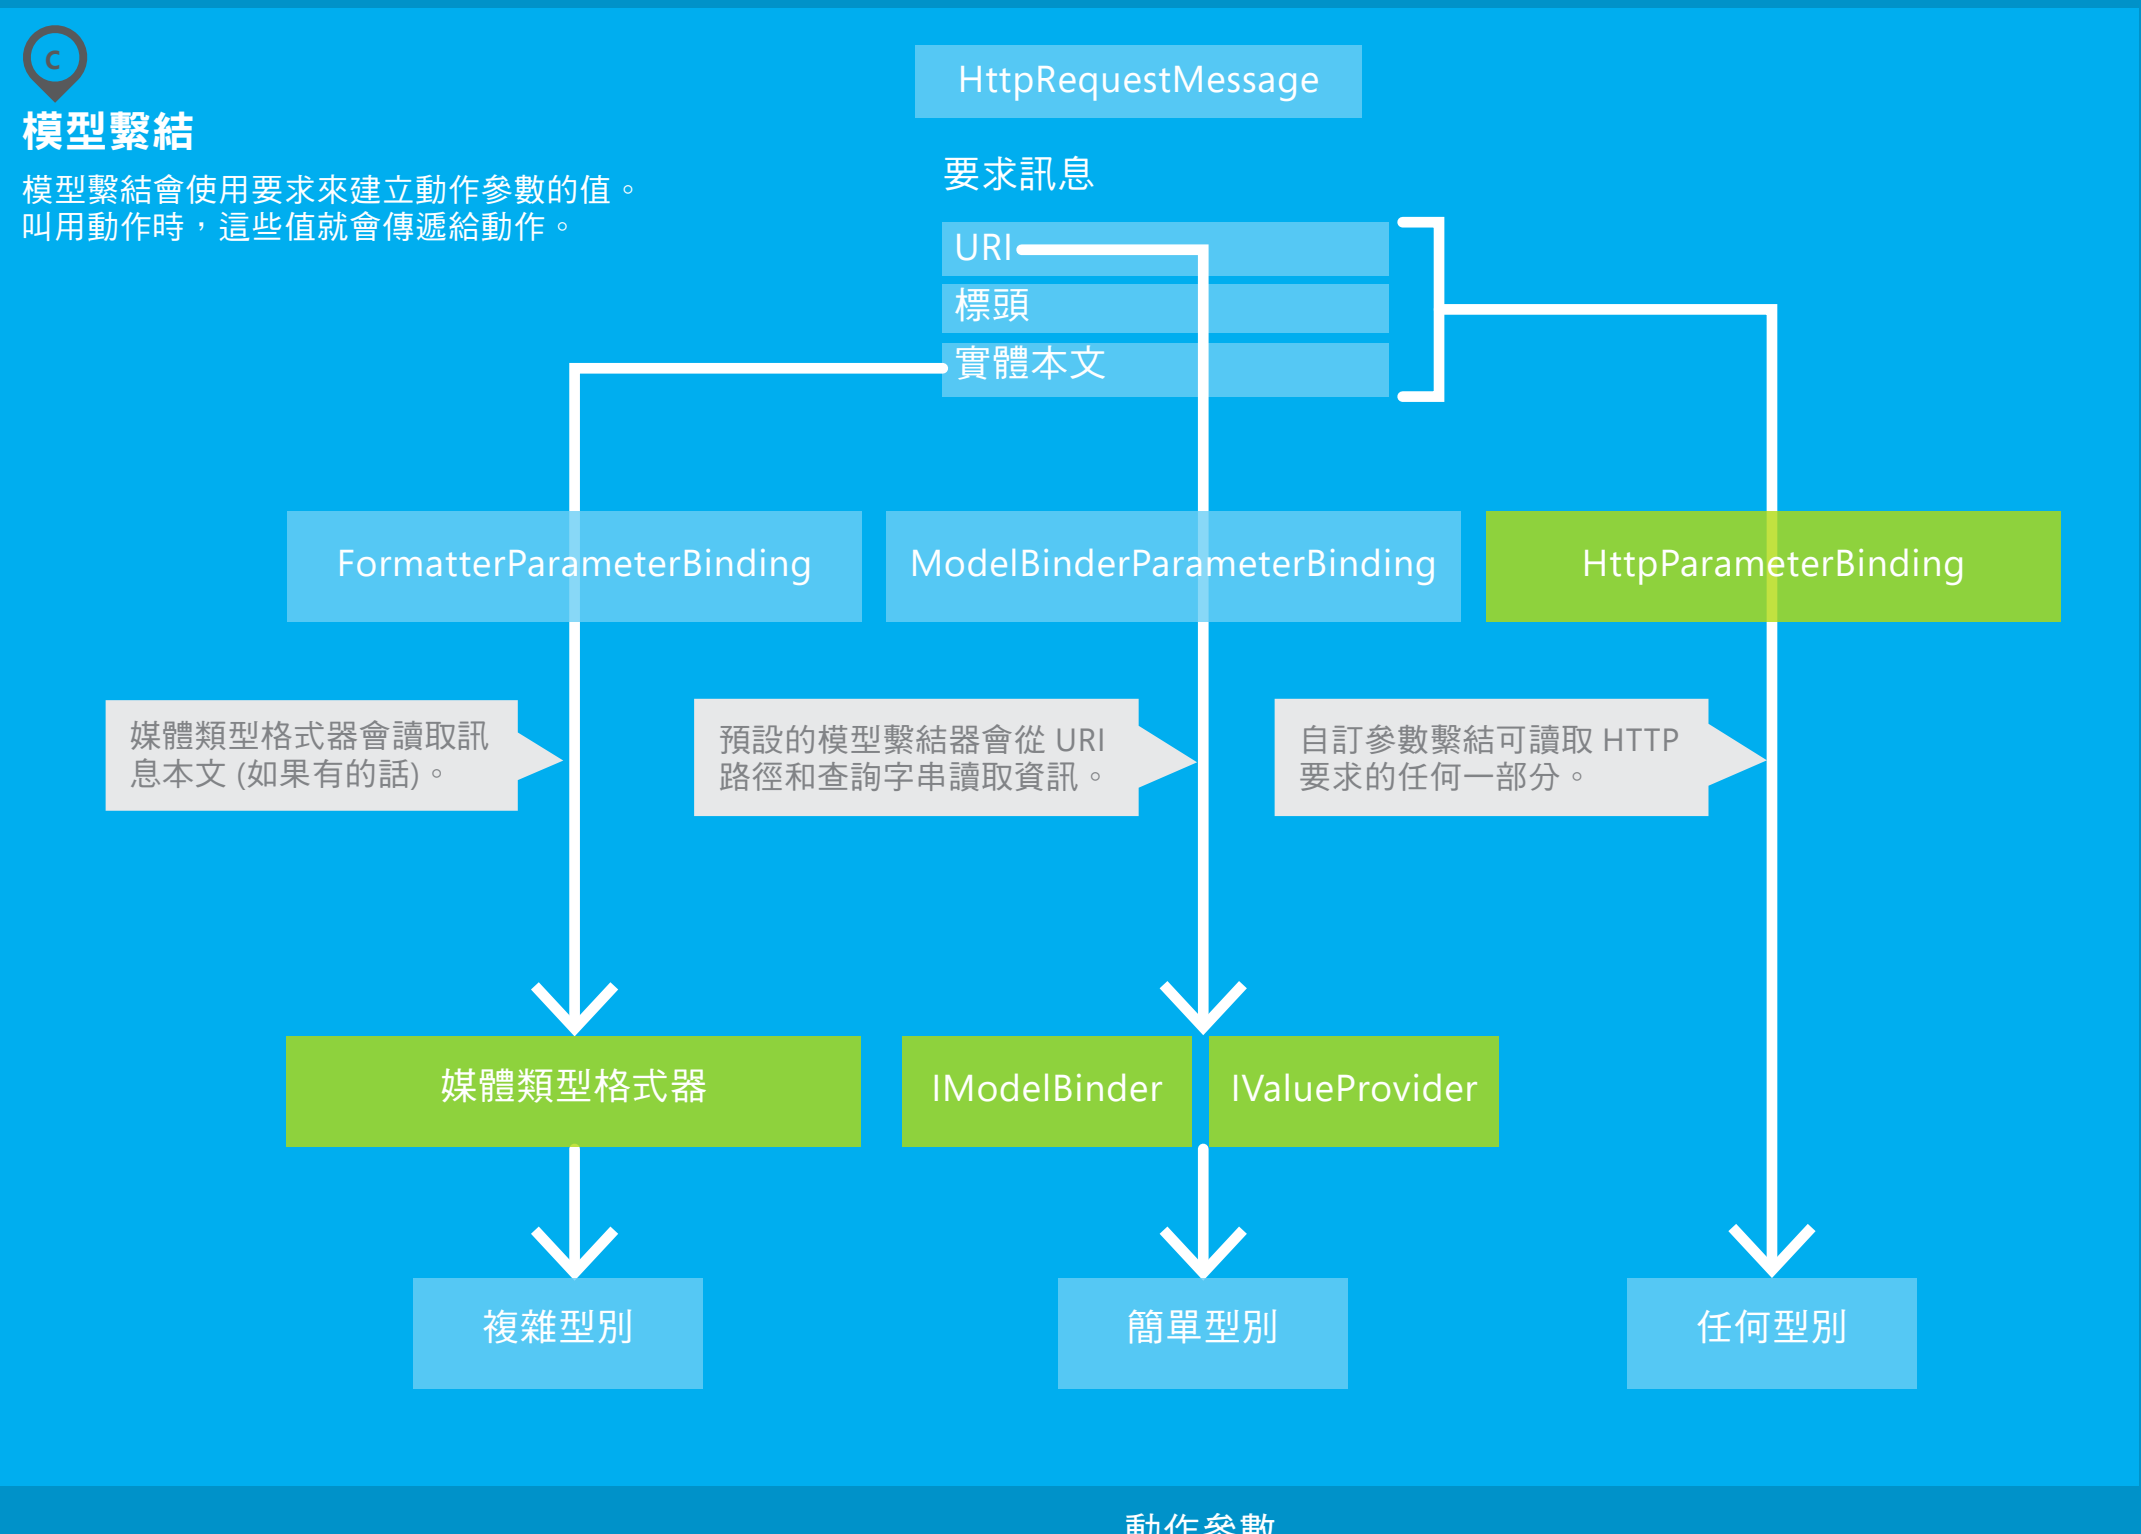 C
模型繫結
模型繫結會使用要求來建立動作參數的值。
叫用動作時，這些值就會傳遞給動作。
HttpRequestMessage
要求訊息
URI
標頭
實體本文
FormatterParameterBinding
ModelBinderParameterBinding
HttpParameterBinding
媒體類型格式器會讀取訊
息本文 (如果有的話)。
預設的模型繫結器會從 URI
路徑和查詢字串讀取資訊。
自訂參數繫結可讀取 HTTP
要求的任何一部分。
媒體類型格式器
IModelBinder
IValueProvider
複雜型別
簡單型別
任何型別
動作參數